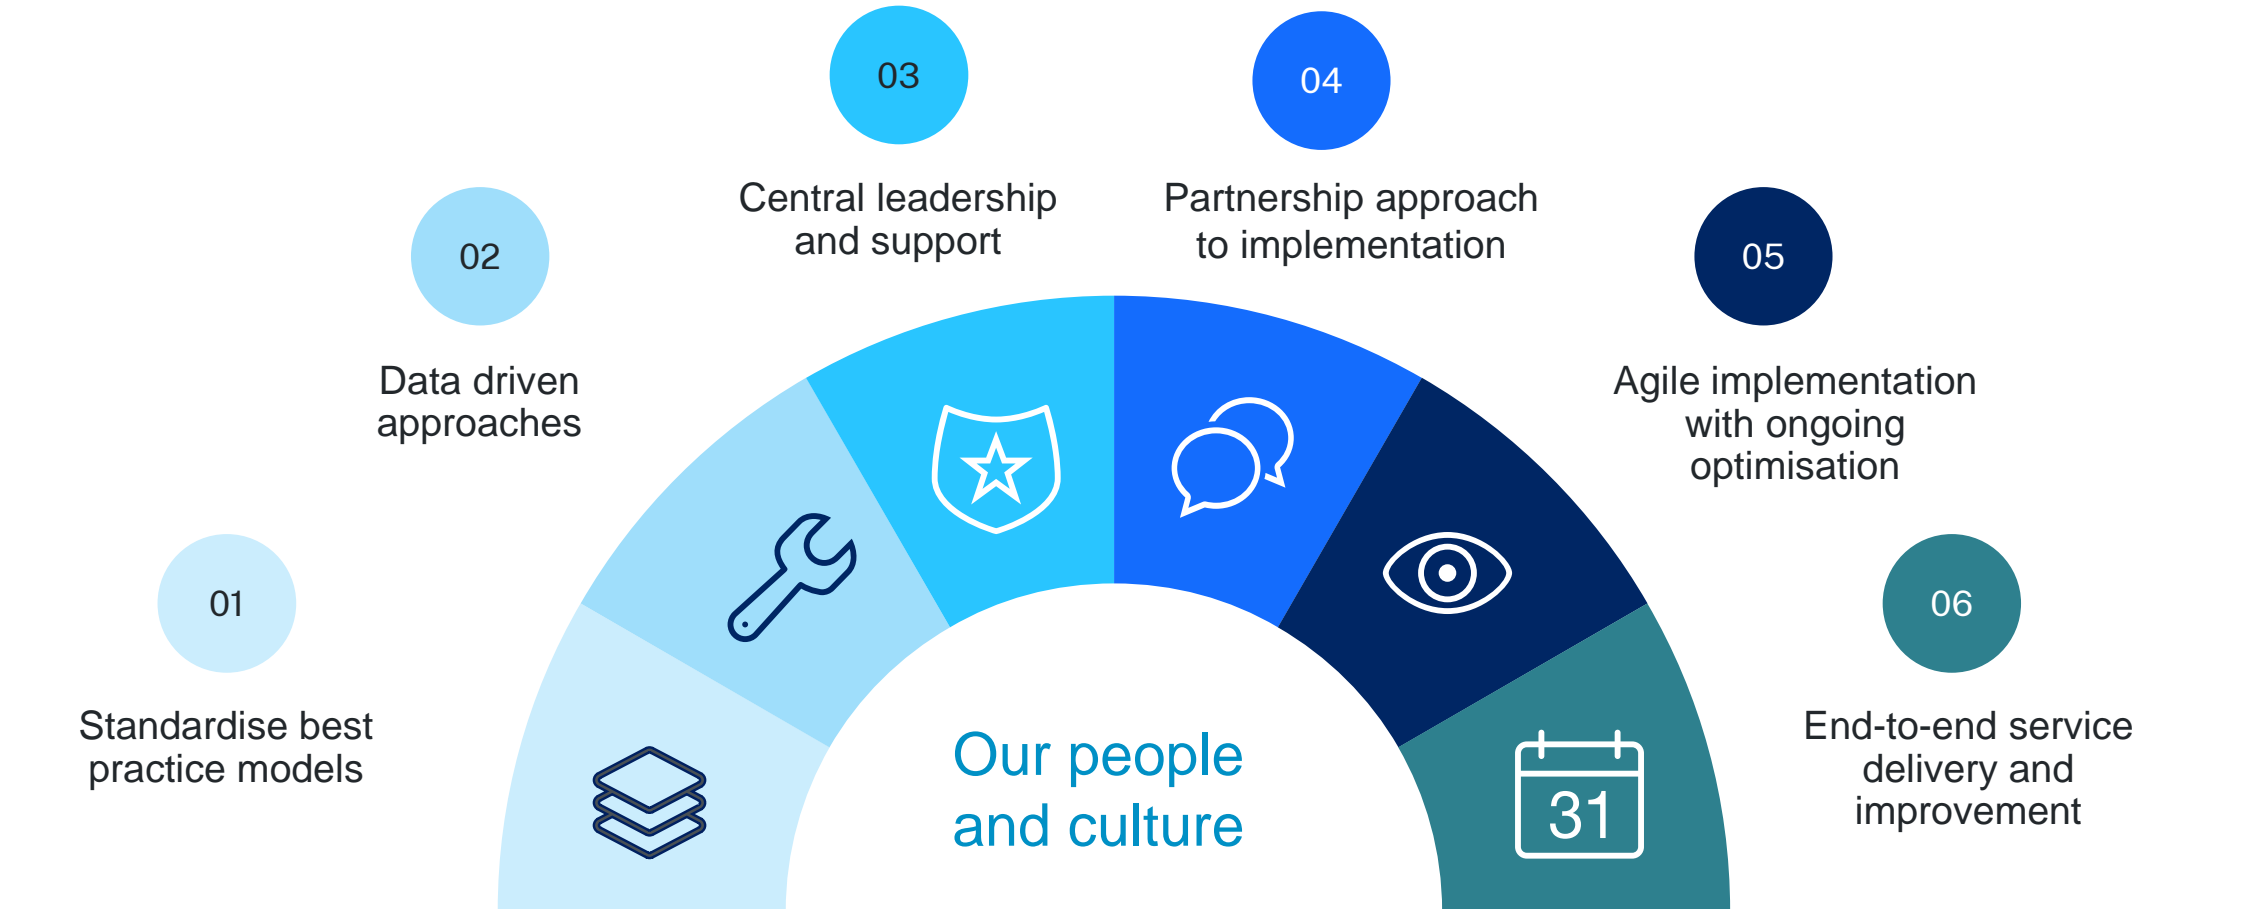 01
Standardise best
practice models
02
Data driven
approaches
03
Central leadership
and support
04
Partnership approach
to implementation
05
Agile implementation
with ongoing
optimisation
06
End-to-end service
delivery and
improvement
31
Our people
and culture